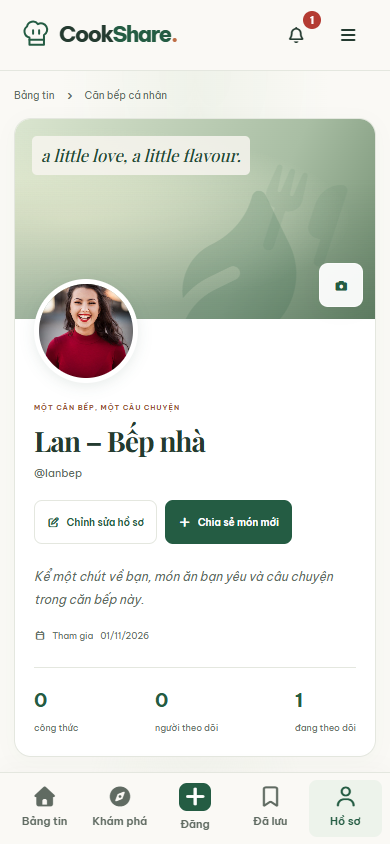 CookShare.
1
Bảng tin > Căn bếp cá nhân
a little love, a little flavour.
MỘT CĂN BẾP, MỘT CÂU CHUYỆN
Lan – Bếp nhà
@lanbep
Chỉnh sửa hồ sơ
Chia sẻ món mới
Kể một chút về bạn, món ăn bạn yêu và câu chuyện
trong căn bếp này.
Tham gia 01/11/2026
0 0 1
công thức người theo dõi đang theo dõi
Bảng tin Khám phá Đăng Đã lưu Hồ sơ